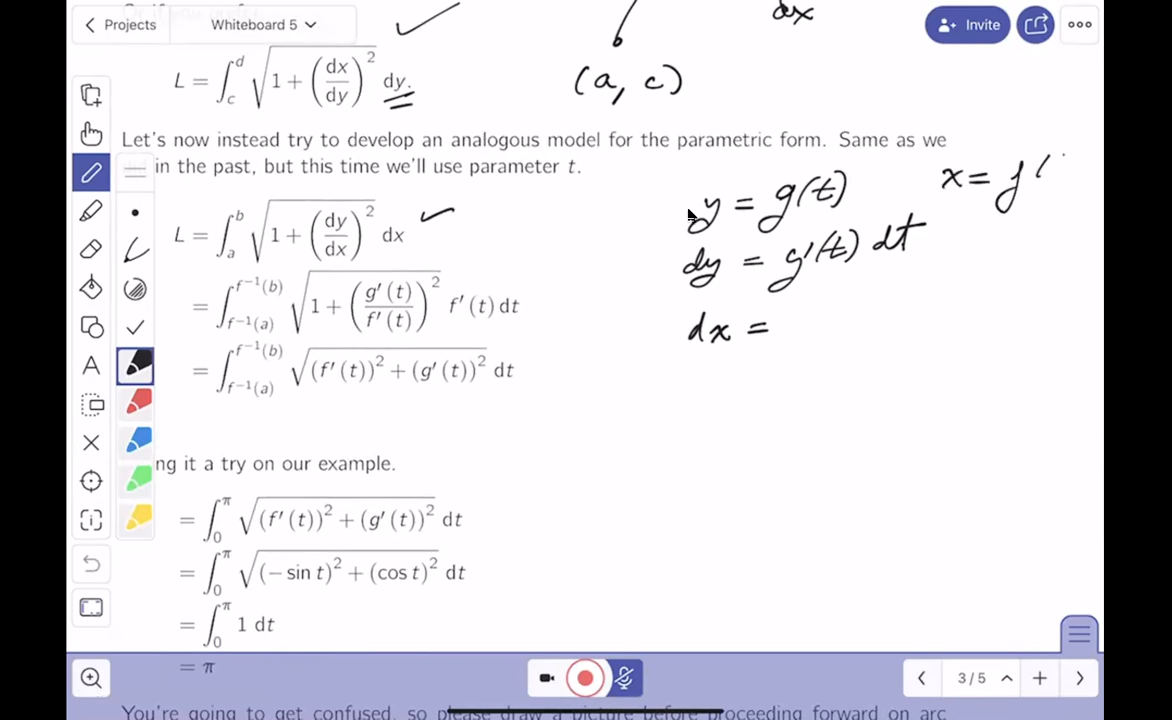 Projects
Whiteboard 5
Invite
dx
L = ∫_c^d √(1 + (dx/dy)^2) dy.
(a, c)
Let's now instead try to develop an analogous model for the parametric form. Same as we
in the past, but this time we'll use parameter t.
y = g(t)
x = f(
L = ∫_a^b √(1 + (dy/dx)^2) dx
dy = g'(t) dt
= ∫_{f^{-1}(a)}^{f^{-1}(b)} √(1 + (g'(t)/f'(t))^2) f'(t) dt
dx =
= ∫_{f^{-1}(a)}^{f^{-1}(b)} √((f'(t))^2 + (g'(t))^2) dt
ng it a try on our example.
= ∫_0^π √((f'(t))^2 + (g'(t))^2) dt
= ∫_0^π √((− sin t)^2 + (cos t)^2) dt
= ∫_0^π 1 dt
= π
3/5
You're going to get confused, so please draw a picture before proceeding forward on arc